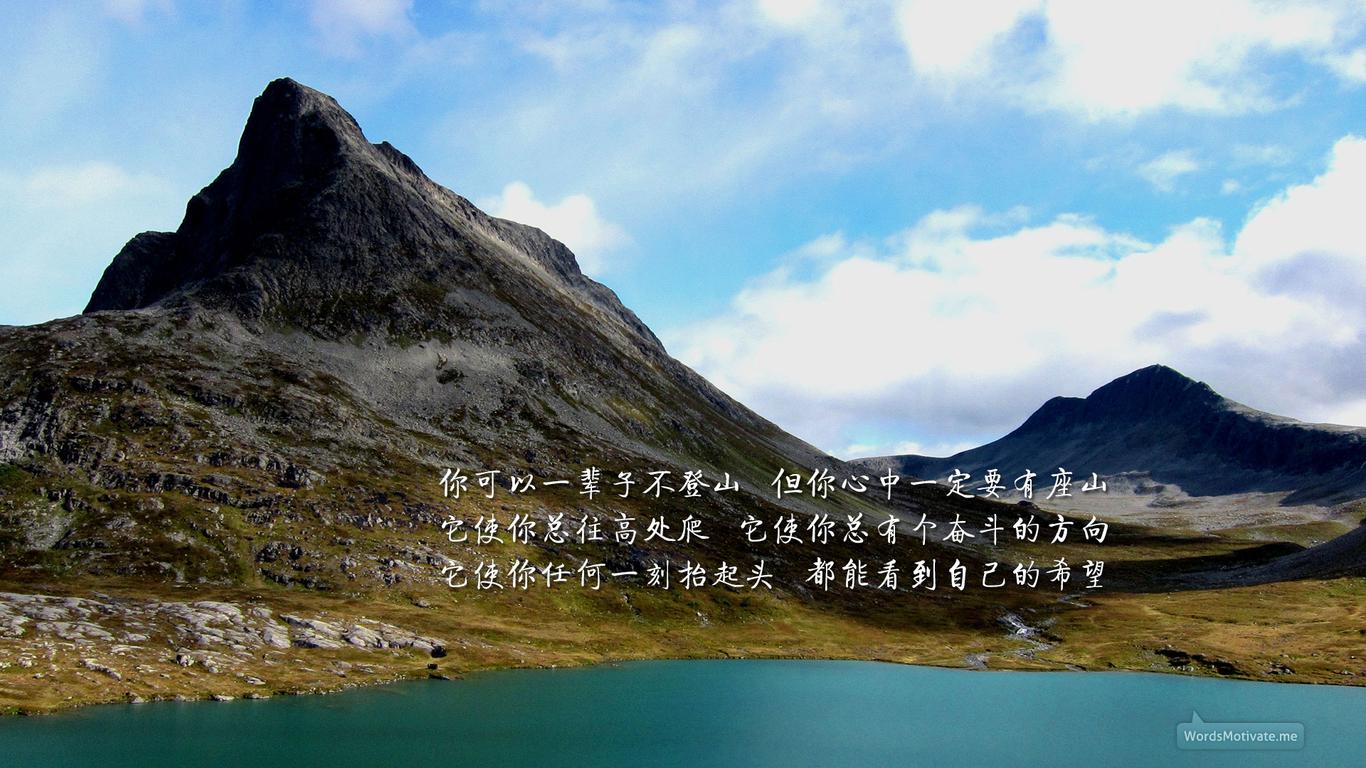 你可以一辈子不登山 但你心中一定要有座山
它使你总往高处爬 它使你总有个奋斗的方向
它使你任何一刻抬起头 都能看到自己的希望
WordsMotivate.me